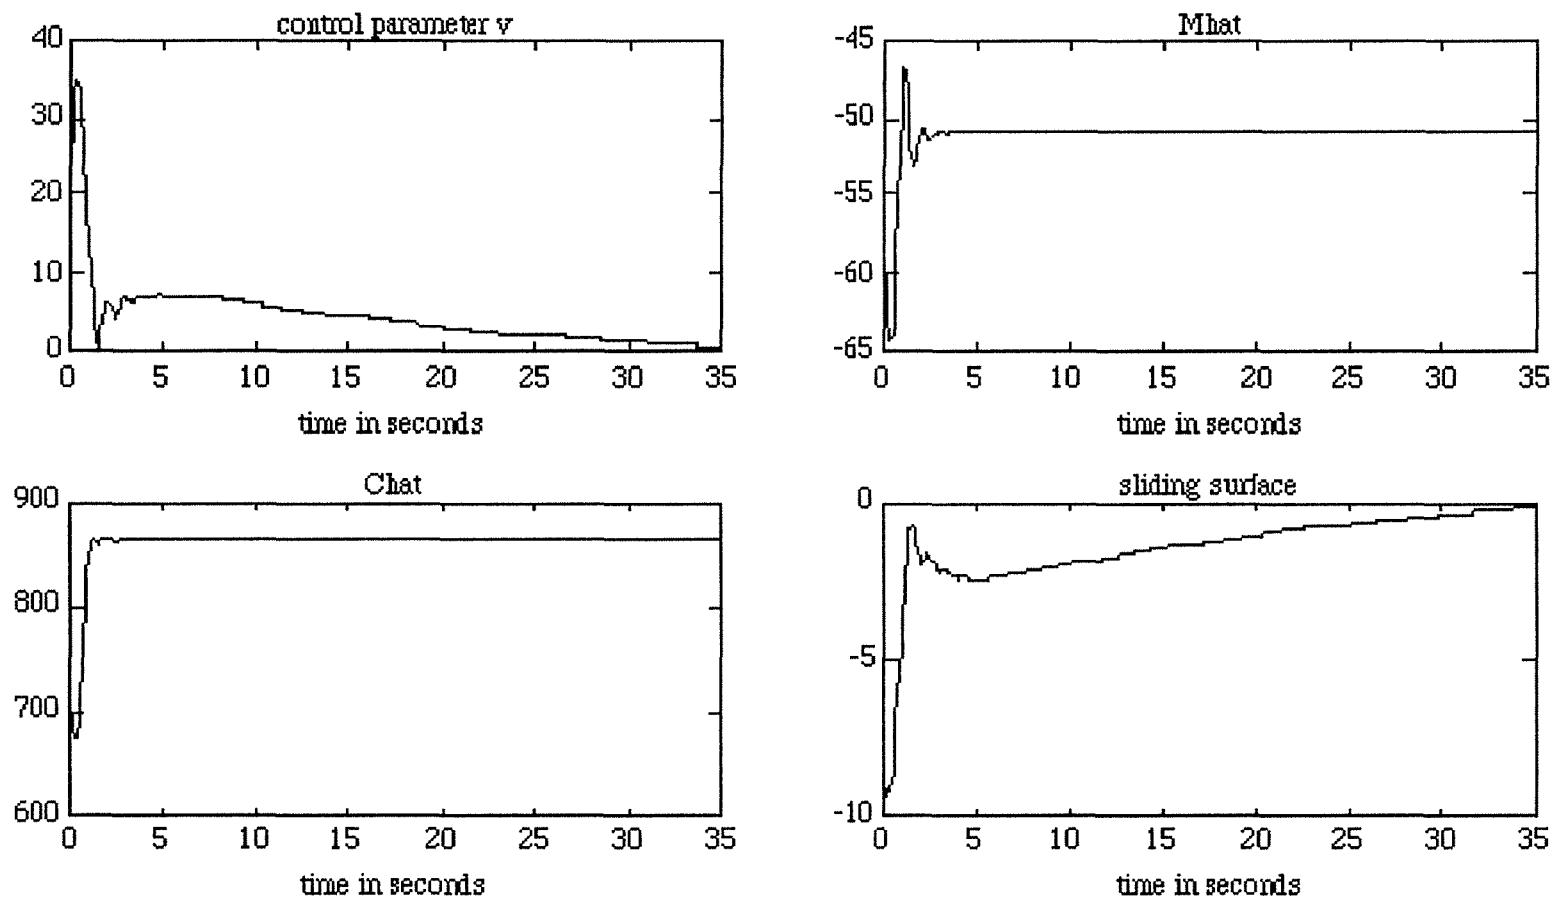 control parameter v
40
30
20
10
0
0 5 10 15 20 25 30 35
time in seconds
Mhat
-45
-50
-55
-60
-65
0 5 10 15 20 25 30 35
time in seconds
Chat
900
800
700
600
0 5 10 15 20 25 30 35
time in seconds
sliding surface
0
-5
-10
0 5 10 15 20 25 30 35
time in seconds